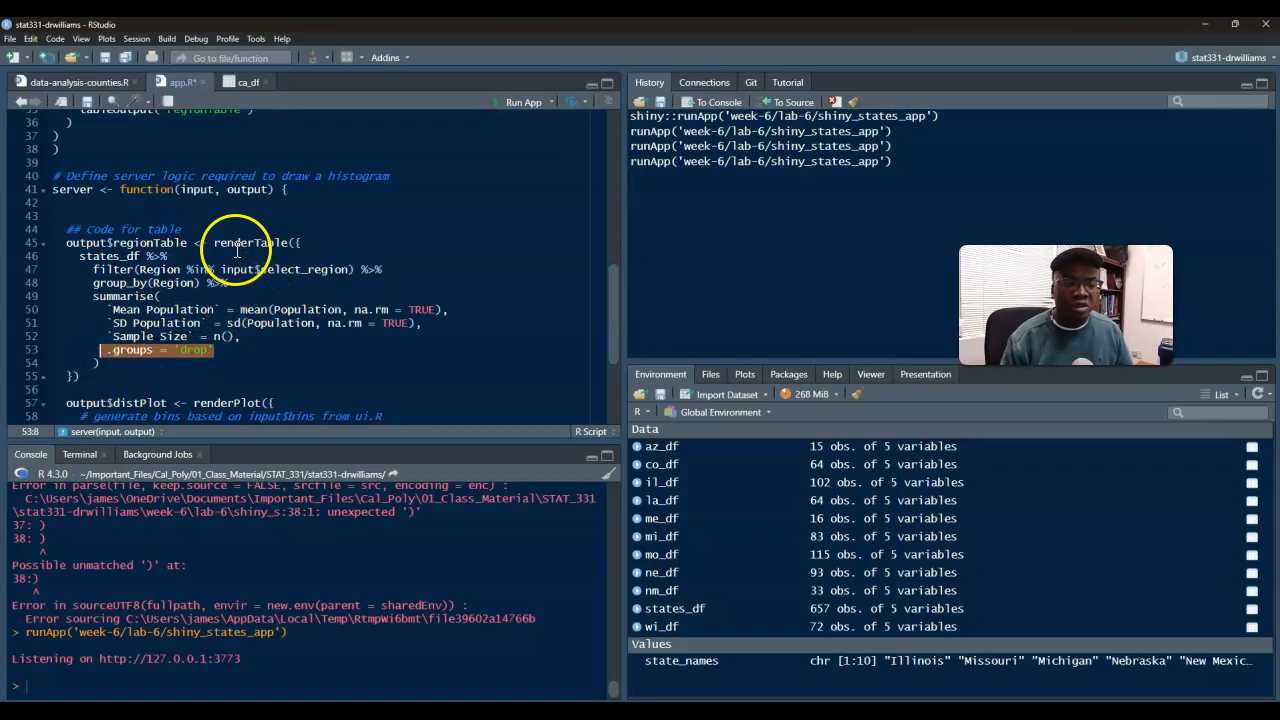 stat331-drwilliams - RStudio
File Edit Code View Plots Session Build Debug Profile Tools Help
Go to file/function Addins stat331-drwilliams
data-analysis-counties.R app.R* ca_df
Run App
36 )
37 )
38 )
39
40 # Define server logic required to draw a histogram
41 server <- function(input, output) {
42
43
44 ## Code for table
45 output$regionTable <- renderTable({
46 states_df %>%
47 filter(Region %in% input$select_region) %>%
48 group_by(Region) %>%
49 summarise(
50 `Mean Population` = mean(Population, na.rm = TRUE),
51 `SD Population` = sd(Population, na.rm = TRUE),
52 `Sample Size` = n(),
53 .groups = 'drop'
54 )
55 })
56
57 output$distPlot <- renderPlot({
58 # generate bins based on input$bins from ui.R
53:8 server(input, output) R Script
Console Terminal Background Jobs
R 4.3.0 · ~/Important_Files/Cal_Poly/01_Class_Material/STAT_331/stat331-drwilliams/
Error in parse(file, keep.source = FALSE, srcfile = src, encoding = enc) :
C:\Users\james\OneDrive\Documents\Important_Files\Cal_Poly\01_Class_Material\STAT_331
\stat331-drwilliams\week-6\lab-6\shiny_s:38:1: unexpected ')'
37: )
38: )
^
Possible unmatched ')' at:
38:)
^
Error in sourceUTF8(fullpath, envir = new.env(parent = sharedEnv)) :
Error sourcing C:\Users\james\AppData\Local\Temp\RtmpWi6bmt\file39602a14766b
> runApp('week-6/lab-6/shiny_states_app')
Listening on http://127.0.0.1:3773
>
History Connections Git Tutorial
To Console To Source
shiny::runApp('week-6/lab-6/shiny_states_app')
runApp('week-6/lab-6/shiny_states_app')
runApp('week-6/lab-6/shiny_states_app')
runApp('week-6/lab-6/shiny_states_app')
Environment Files Plots Packages Help Viewer Presentation
Import Dataset 268 MiB List
R Global Environment
Data
az_df 15 obs. of 5 variables
co_df 64 obs. of 5 variables
il_df 102 obs. of 5 variables
la_df 64 obs. of 5 variables
me_df 16 obs. of 5 variables
mi_df 83 obs. of 5 variables
mo_df 115 obs. of 5 variables
ne_df 93 obs. of 5 variables
nm_df 33 obs. of 5 variables
states_df 657 obs. of 5 variables
wi_df 72 obs. of 5 variables
Values
state_names chr [1:10] "Illinois" "Missouri" "Michigan" "Nebraska" "New Mexic…